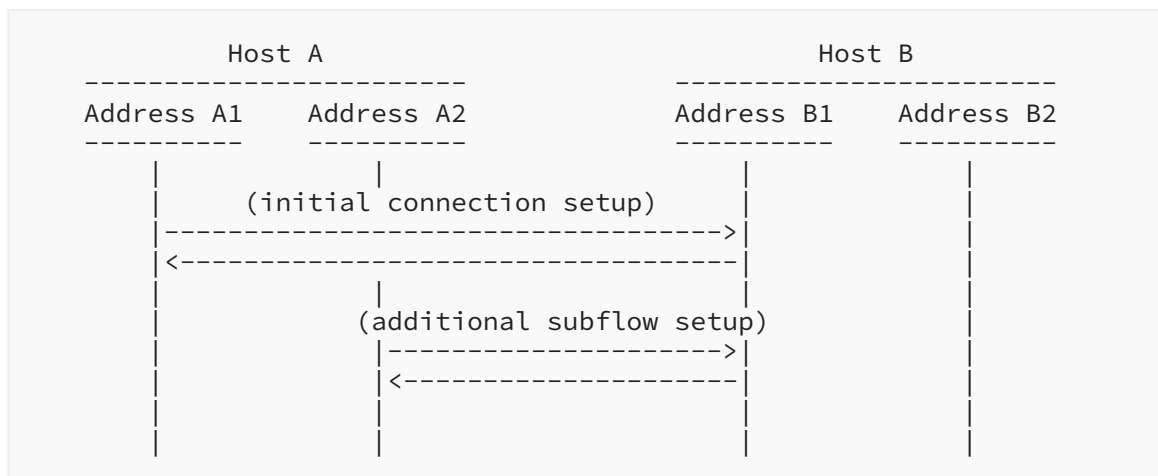 Host A                                Host B
------------------------             ------------------------
Address A1    Address A2             Address B1    Address B2
----------    ----------             ----------    ----------
    |             |                      |             |
    |     (initial connection setup)     |             |
    |----------------------------------->|             |
    |<-----------------------------------|             |
    |             |                      |             |
    |            (additional subflow setup)            |
    |             |--------------------->|             |
    |             |<---------------------|             |
    |             |                      |             |
    |             |                      |             |